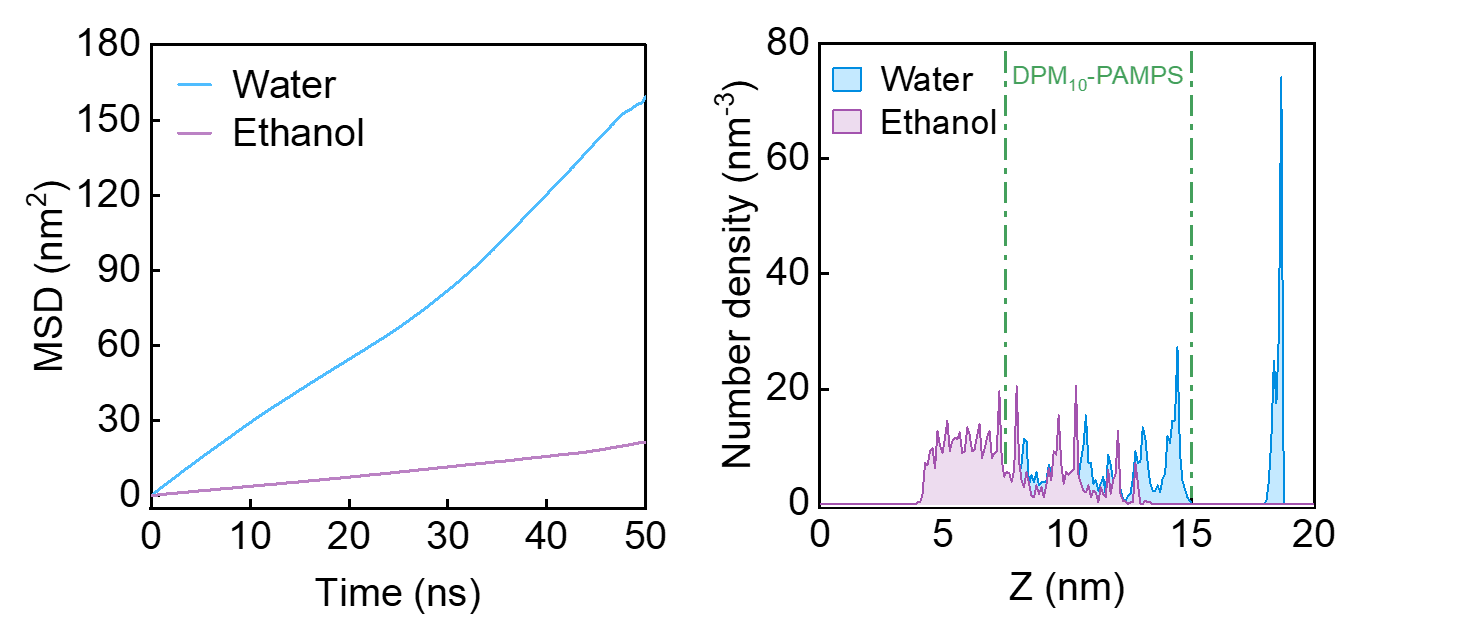 MSD (nm²)
180
150
120
90
60
30
0
Water
Ethanol
0 10 20 30 40 50
Time (ns)
Number density (nm⁻³)
80
60
40
20
0
Water
Ethanol
DPM₁₀-PAMPS
0 5 10 15 20
Z (nm)